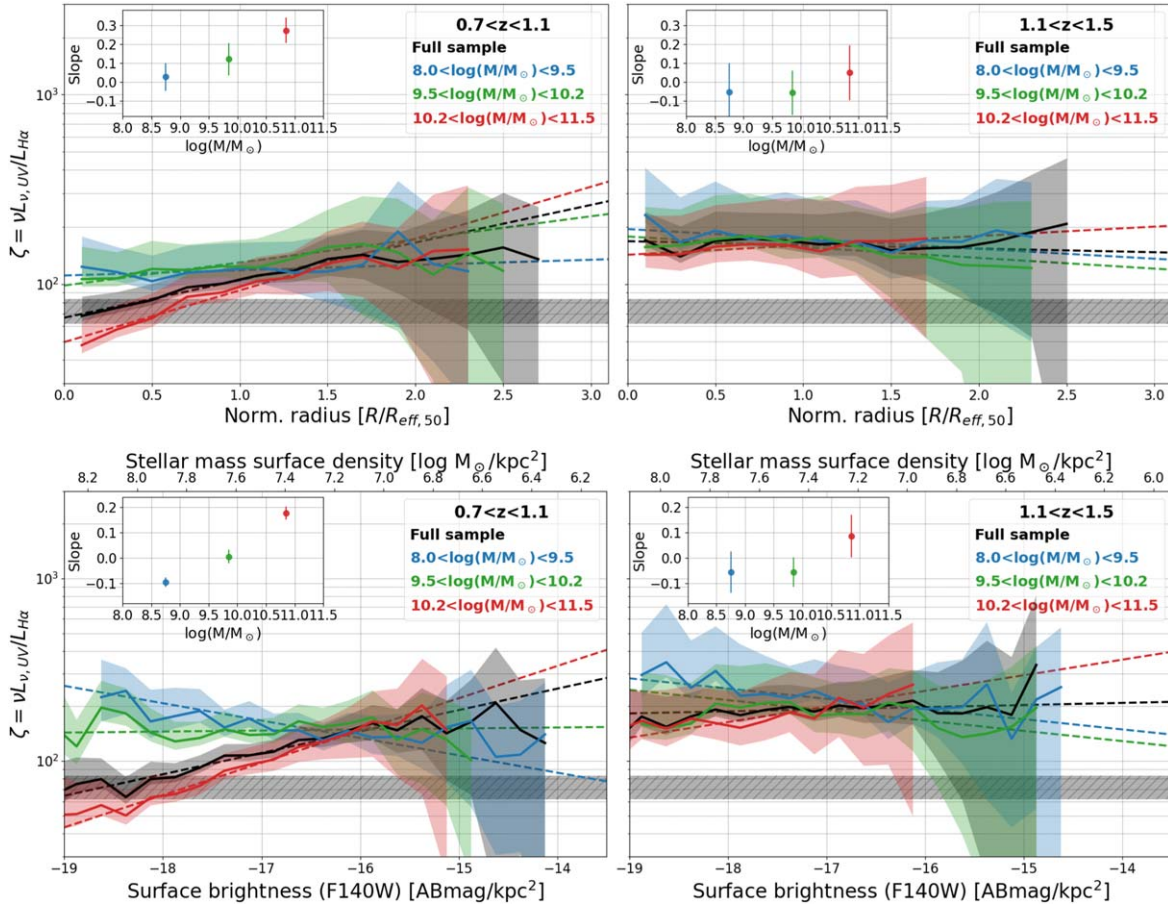 0.3
0.2
0.1
0.0
−0.1
Slope
8.0 8.5 9.0 9.5 10.0 10.5 11.0 11.5
log(M/M⊙)
0.7<z<1.1
Full sample
8.0<log(M/M⊙)<9.5
9.5<log(M/M⊙)<10.2
10.2<log(M/M⊙)<11.5
10³
10²
ζ = νLν,UV/LHα
0.0 0.5 1.0 1.5 2.0 2.5 3.0
Norm. radius [R/Reff,50]
0.3
0.2
0.1
0.0
−0.1
Slope
8.0 8.5 9.0 9.5 10.0 10.5 11.0 11.5
log(M/M⊙)
1.1<z<1.5
Full sample
8.0<log(M/M⊙)<9.5
9.5<log(M/M⊙)<10.2
10.2<log(M/M⊙)<11.5
0.0 0.5 1.0 1.5 2.0 2.5 3.0
Norm. radius [R/Reff,50]
Stellar mass surface density [log M⊙/kpc²]
8.2 8.0 7.8 7.6 7.4 7.2 7.0 6.8 6.6 6.4 6.2
0.2
0.1
0.0
−0.1
Slope
8.0 8.5 9.0 9.5 10.0 10.5 11.0 11.5
log(M/M⊙)
0.7<z<1.1
Full sample
8.0<log(M/M⊙)<9.5
9.5<log(M/M⊙)<10.2
10.2<log(M/M⊙)<11.5
10³
10²
ζ = νLν,UV/LHα
−19 −18 −17 −16 −15 −14
Surface brightness (F140W) [ABmag/kpc²]
Stellar mass surface density [log M⊙/kpc²]
8.0 7.8 7.6 7.4 7.2 7.0 6.8 6.6 6.4 6.2 6.0
0.2
0.1
0.0
−0.1
Slope
8.0 8.5 9.0 9.5 10.0 10.5 11.0 11.5
log(M/M⊙)
1.1<z<1.5
Full sample
8.0<log(M/M⊙)<9.5
9.5<log(M/M⊙)<10.2
10.2<log(M/M⊙)<11.5
−19 −18 −17 −16 −15 −14
Surface brightness (F140W) [ABmag/kpc²]